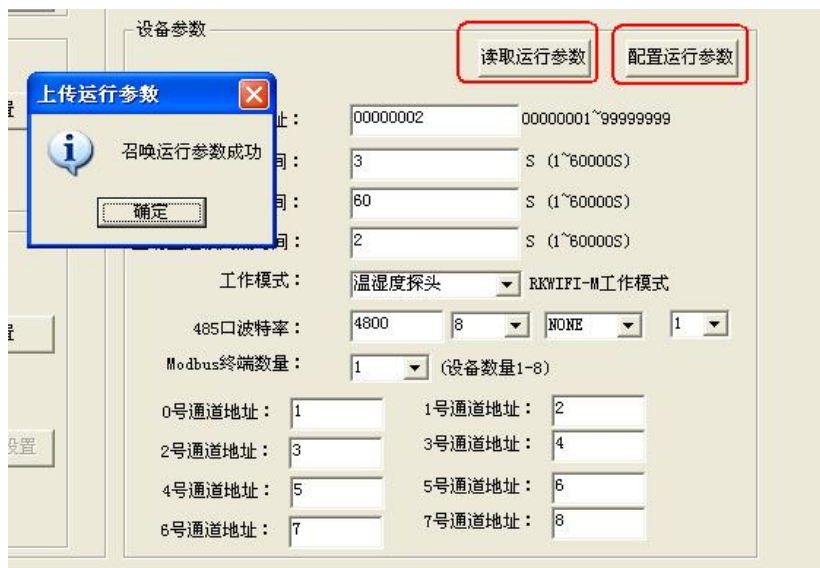 设备参数
读取运行参数
配置运行参数
上传运行参数
召唤运行参数成功
确定
址：
00000002
00000001~99999999
间：
3
S (1~60000S)
间：
60
S (1~60000S)
间：
2
S (1~60000S)
工作模式：
温湿度探头
RKWIFI-M工作模式
485口波特率：
4800
8
NONE
1
Modbus终端数量：
1
(设备数量1-8)
0号通道地址：
1
1号通道地址：
2
2号通道地址：
3
3号通道地址：
4
4号通道地址：
5
5号通道地址：
6
6号通道地址：
7
7号通道地址：
8
置
设置